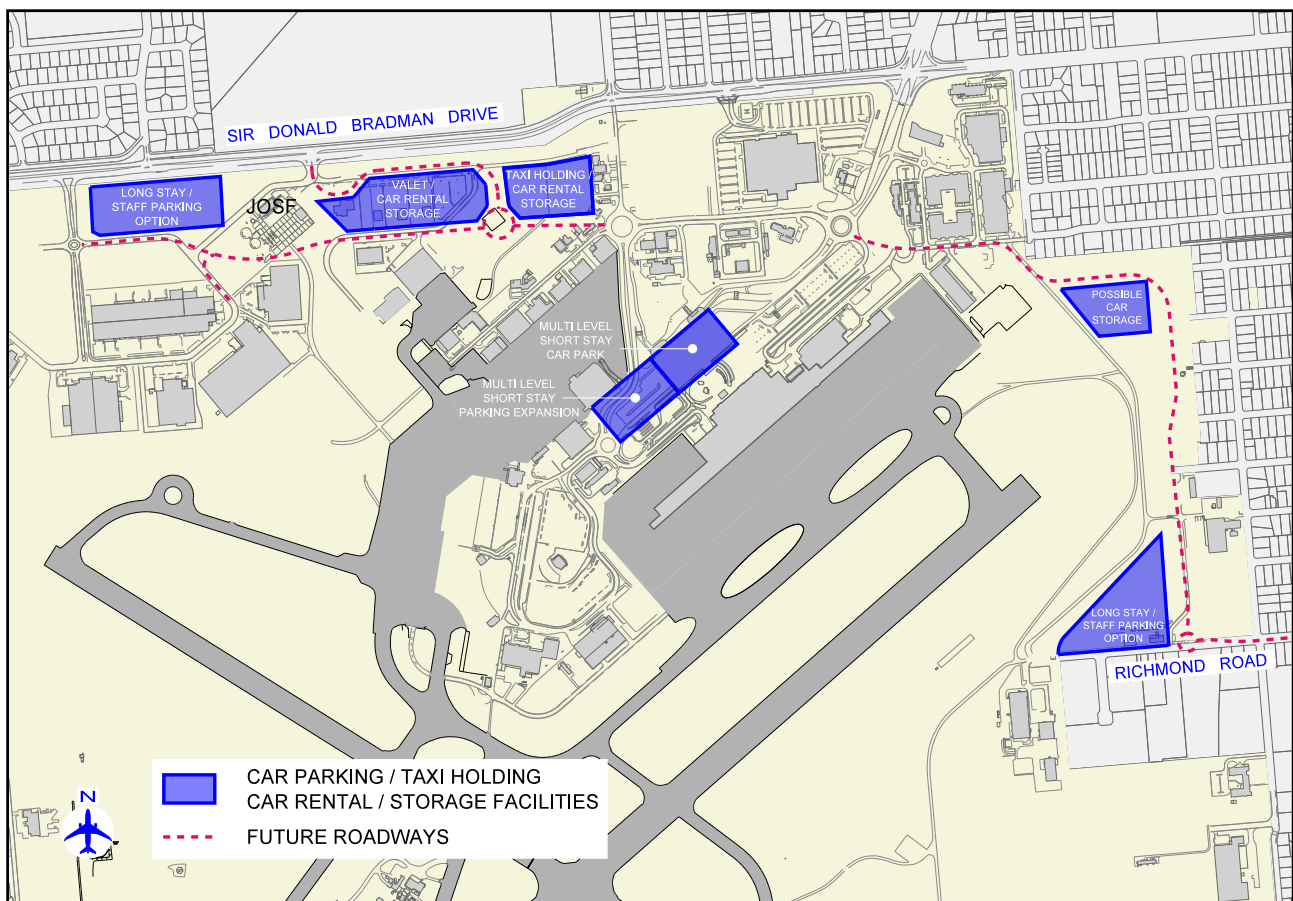 SIR DONALD BRADMAN DRIVE
LONG STAY /
STAFF PARKING
OPTION
JOSF
VALET /
CAR RENTAL
STORAGE
TAXI HOLDING /
CAR RENTAL
STORAGE
H
POSSIBLE
CAR
STORAGE
MULTI LEVEL
SHORT STAY
CAR PARK
MULTI LEVEL
SHORT STAY
PARKING EXPANSION
LONG STAY /
STAFF PARKING
OPTION
RICHMOND ROAD
CAR PARKING / TAXI HOLDING
CAR RENTAL / STORAGE FACILITIES
FUTURE ROADWAYS
N